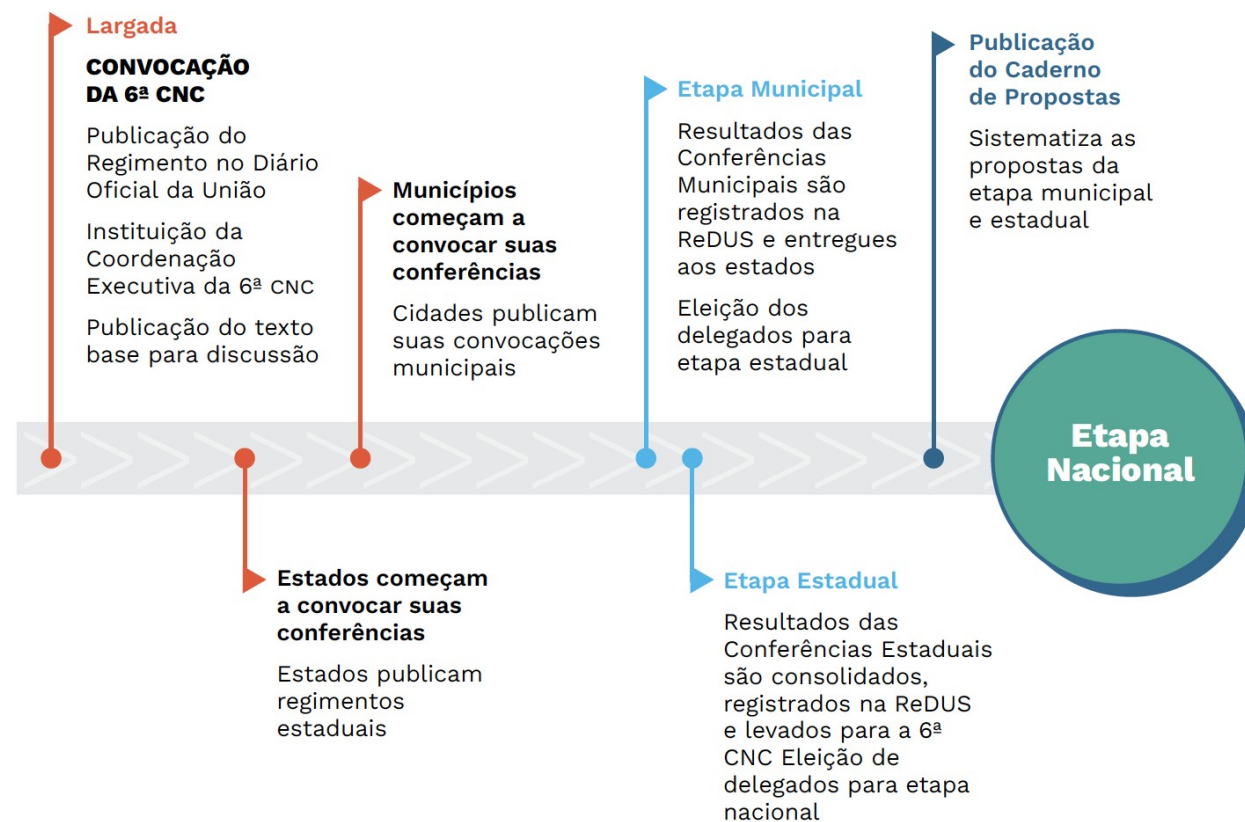 Largada
CONVOCAÇÃO
DA 6ª CNC
Publicação do
Regimento no Diário
Oficial da União
Instituição da
Coordenação
Executiva da 6ª CNC
Publicação do texto
base para discussão
Estados começam
a convocar suas
conferências
Estados publicam
regimentos
estaduais
Municípios
começam a
convocar suas
conferências
Cidades publicam
suas convocações
municipais
Etapa Municipal
Resultados das
Conferências
Municipais são
registrados na
ReDUS e entregues
aos estados
Eleição dos
delegados para
etapa estadual
Etapa Estadual
Resultados das
Conferências Estaduais
são consolidados,
registrados na ReDUS
e levados para a 6ª
CNC Eleição de
delegados para etapa
nacional
Publicação
do Caderno
de Propostas
Sistematiza as
propostas da
etapa municipal
e estadual
Etapa
Nacional